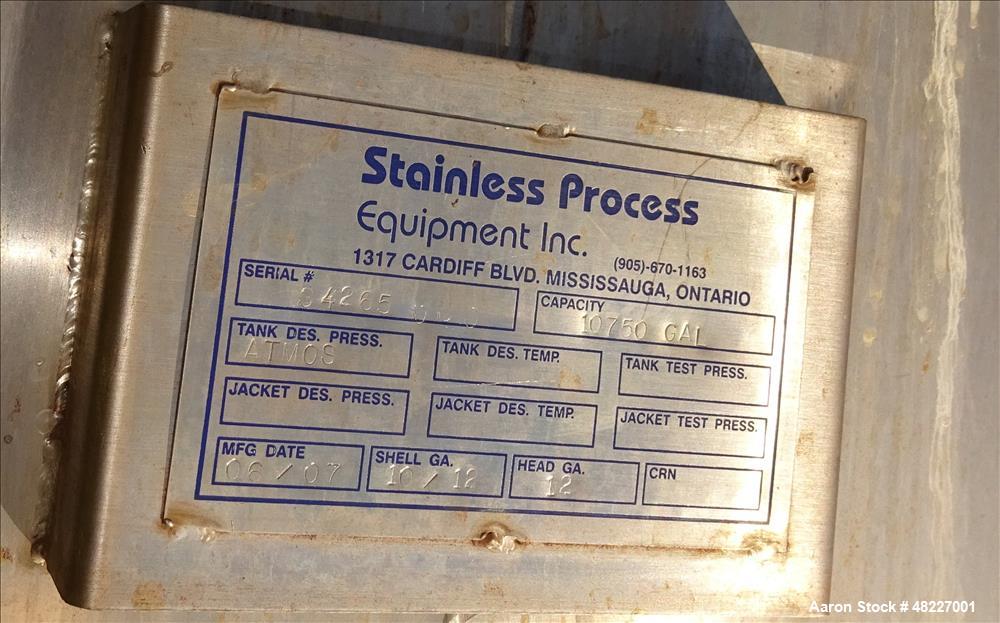 Stainless Process
Equipment Inc.
(905)-670-1163
1317 CARDIFF BLVD. MISSISSAUGA, ONTARIO
SERIAL #
CAPACITY
10750 GAL
TANK DES. PRESS.
ATMOS
TANK DES. TEMP.
TANK TEST PRESS.
JACKET DES. PRESS.
JACKET DES. TEMP.
JACKET TEST PRESS.
MFG DATE
06/07
SHELL GA.
10/12
HEAD GA.
12
CRN
Aaron Stock # 48227001